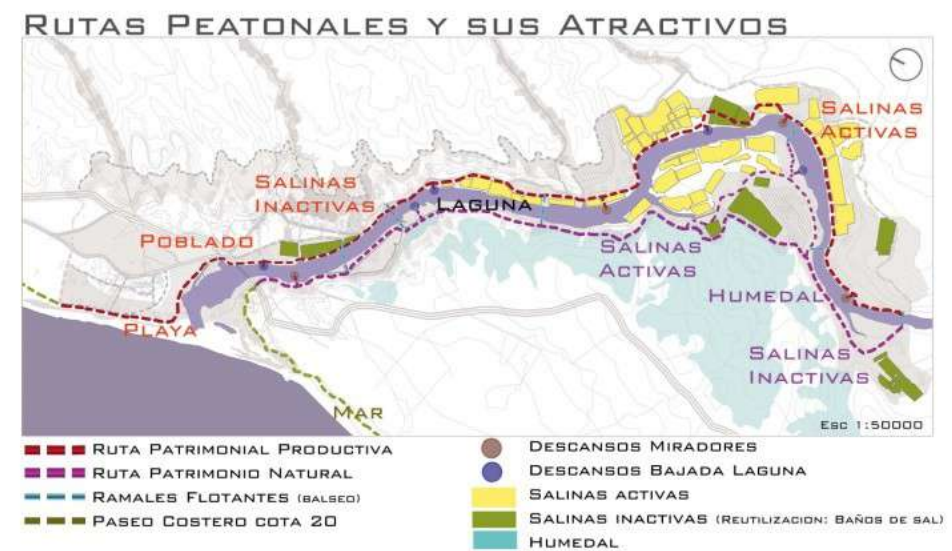 Rutas Peatonales y sus Atractivos
Salinas
Activas
Salinas
Inactivas
Laguna
Poblado
Salinas
Activas
Humedal
Playa
Salinas
Inactivas
Mar
Esc 1:50000
Ruta Patrimonial Productiva
Ruta Patrimonio Natural
Ramales Flotantes (balseo)
Paseo Costero cota 20
Descansos Miradores
Descansos Bajada Laguna
Salinas activas
Salinas inactivas (Reutilizacion: Baños de sal)
Humedal